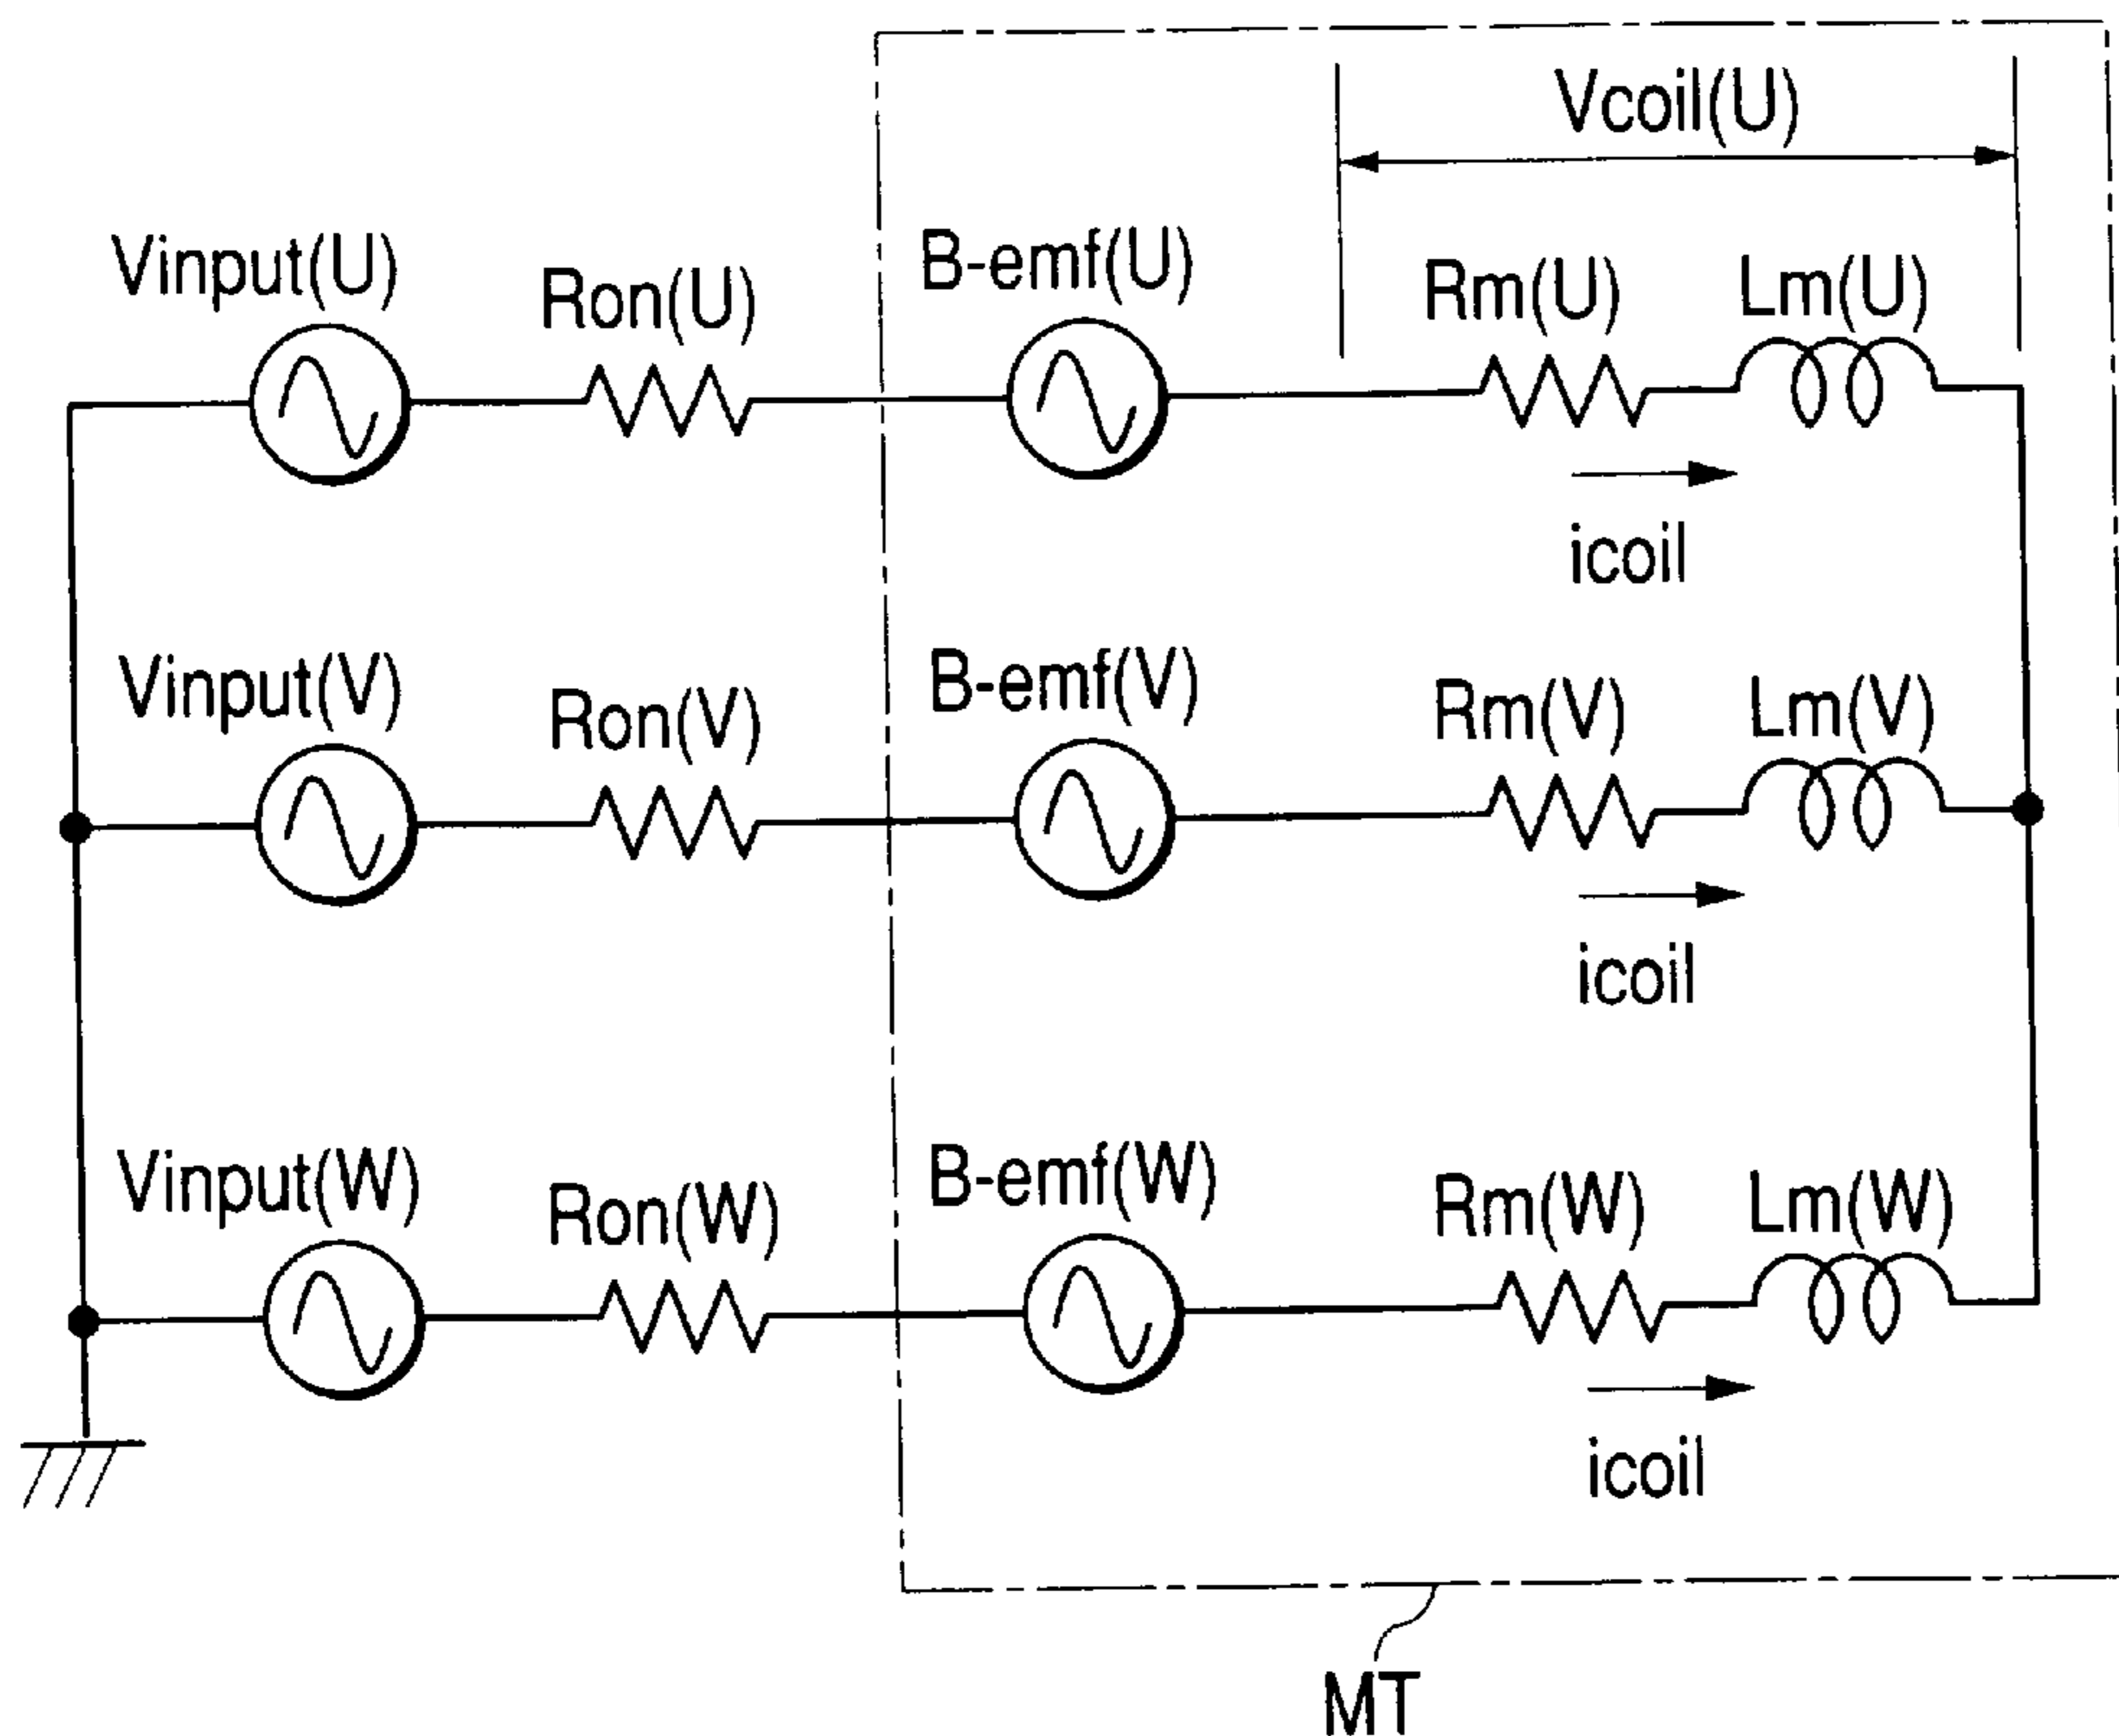 Vcoil(U)
Vinput(U)
Ron(U)
B-emf(U)
Rm(U)
Lm(U)
icoil
Vinput(V)
Ron(V)
B-emf(V)
Rm(V)
Lm(V)
icoil
Vinput(W)
Ron(W)
B-emf(W)
Rm(W)
Lm(W)
icoil
MT